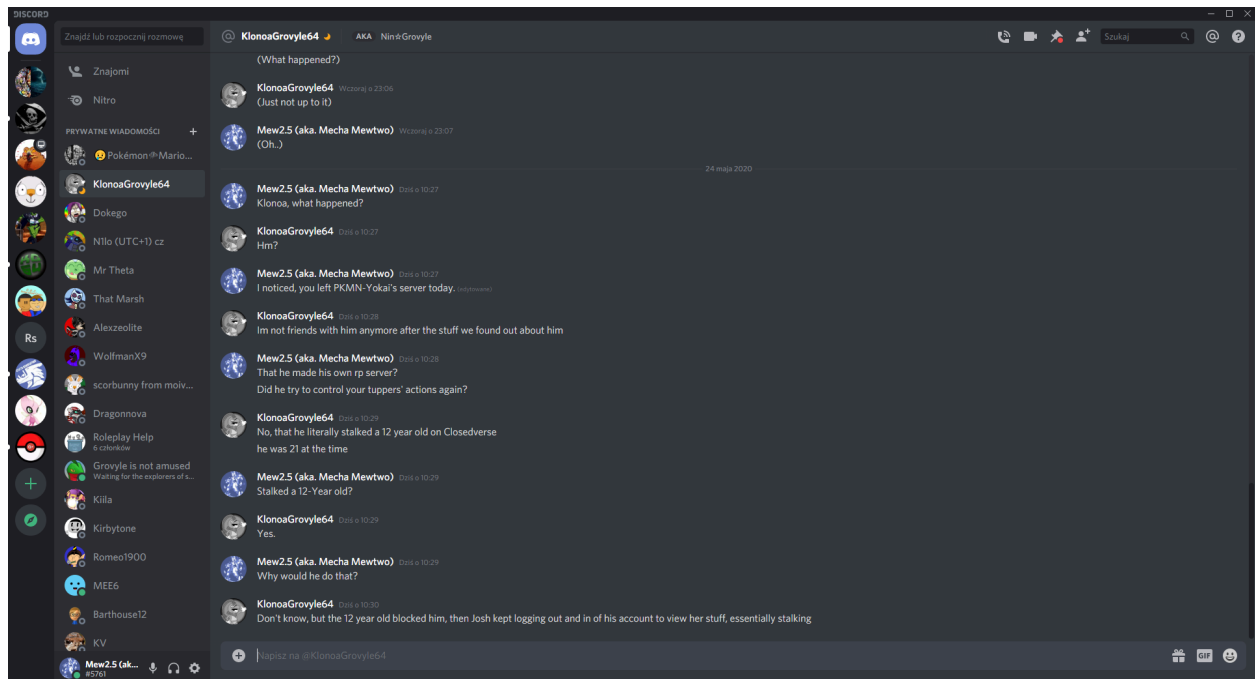 DISCORD
Znajdź lub rozpocznij rozmowę
KlonoaGrovyle64
AKA Nin☆Grovyle
Szukaj
Znajomi
Nitro
PRYWATNE WIADOMOŚCI
Pokémon Mario...
KlonoaGrovyle64
Dokego
N1lo (UTC+1) cz
Mr Theta
That Marsh
Alexzeolite
WolfmanX9
scorbunny from moiv...
Dragonnova
Roleplay Help
6 członków
Grovyle is not amused
Waiting for the explorers of s...
Kiila
Kirbytone
Romeo1900
MEE6
Barthouse12
KV
Mew2.5 (ak...
#5761
Rs
(What happened?)
KlonoaGrovyle64 Wczoraj o 23:06
(Just not up to it)
Mew2.5 (aka. Mecha Mewtwo) Wczoraj o 23:07
(Oh..)
24 maja 2020
Mew2.5 (aka. Mecha Mewtwo) Dziś o 10:27
Klonoa, what happened?
KlonoaGrovyle64 Dziś o 10:27
Hm?
Mew2.5 (aka. Mecha Mewtwo) Dziś o 10:27
I noticed, you left PKMN-Yokai's server today. (edytowane)
KlonoaGrovyle64 Dziś o 10:28
Im not friends with him anymore after the stuff we found out about him
Mew2.5 (aka. Mecha Mewtwo) Dziś o 10:28
That he made his own rp server?
Did he try to control your tuppers' actions again?
KlonoaGrovyle64 Dziś o 10:29
No, that he literally stalked a 12 year old on Closedverse
he was 21 at the time
Mew2.5 (aka. Mecha Mewtwo) Dziś o 10:29
Stalked a 12-Year old?
KlonoaGrovyle64 Dziś o 10:29
Yes.
Mew2.5 (aka. Mecha Mewtwo) Dziś o 10:29
Why would he do that?
KlonoaGrovyle64 Dziś o 10:30
Don't know, but the 12 year old blocked him, then Josh kept logging out and in of his account to view her stuff, essentially stalking
Napisz na @KlonoaGrovyle64
GIF